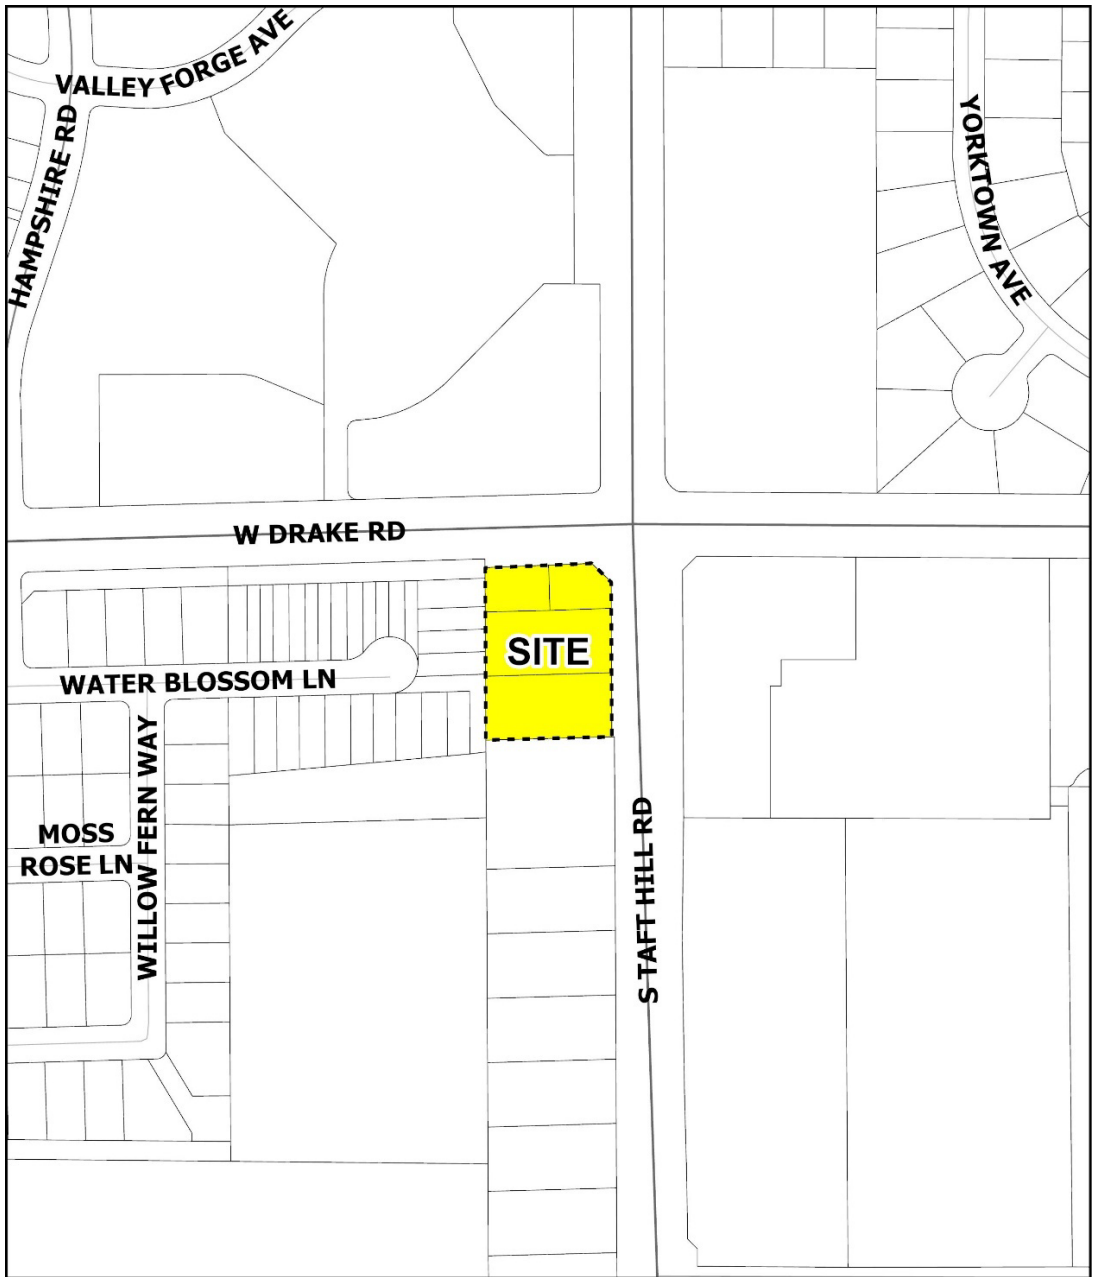 VALLEY FORGE AVE
HAMPSHIRE RD
YORKTOWN AVE
W DRAKE RD
SITE
WATER BLOSSOM LN
WILLOW FERN WAY
MOSS
ROSE LN
S TAFT HILL RD